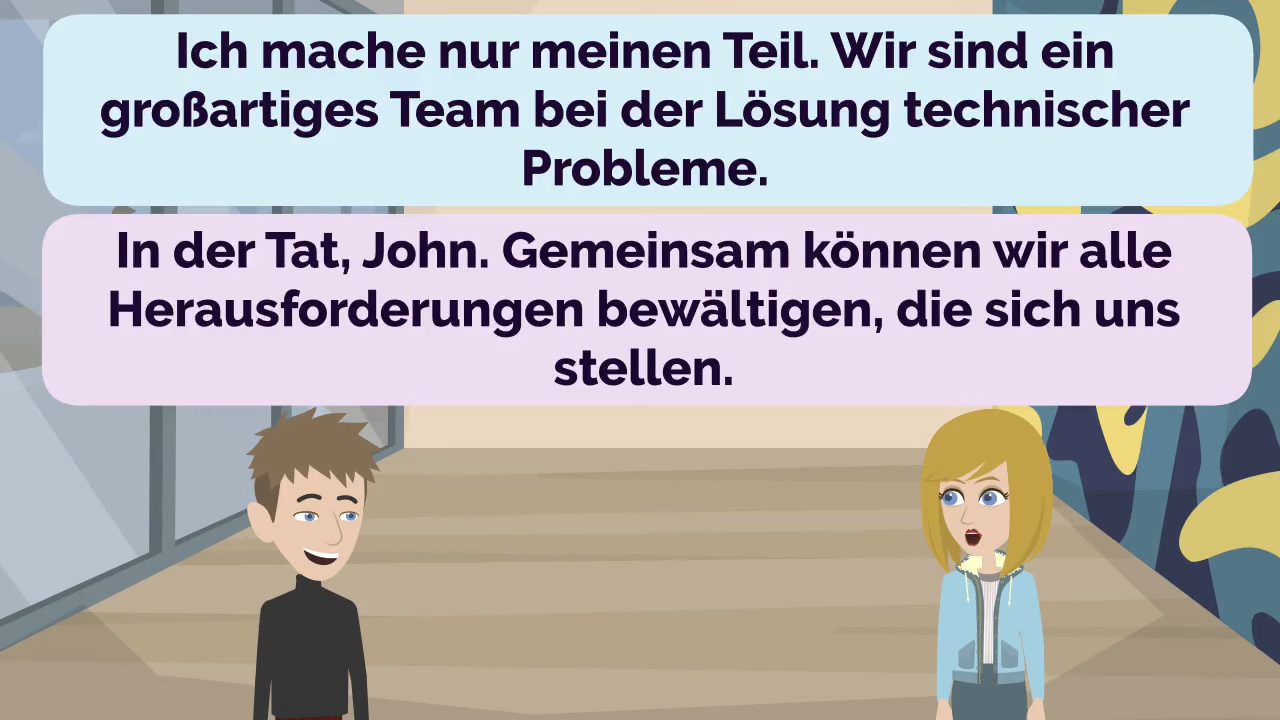 Ich mache nur meinen Teil. Wir sind ein
großartiges Team bei der Lösung technischer
Probleme.
In der Tat, John. Gemeinsam können wir alle
Herausforderungen bewältigen, die sich uns
stellen.